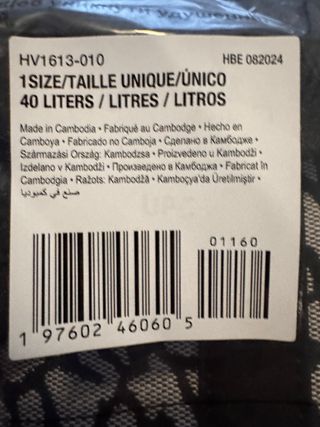 HV1613-010 HBE 082024
1SIZE/TAILLE UNIQUE/ÚNICO
40 LITERS / LITRES / LITROS
Made in Cambodia • Fabriqué au Cambodge • Hecho en
Camboya • Fabricado no Camboja • Сделано в Камбодже •
Származási Ország: Kambodzsa • Proizvedeno u Kambodži •
Izdelano v Kambodži • Произведено в Камбоджа • Fabricat în
Cambodgia • Ražots: Kambodžā • Kamboçya'da Üretilmiştir •
صنع في كمبوديا
01160
1 97602 46060 5